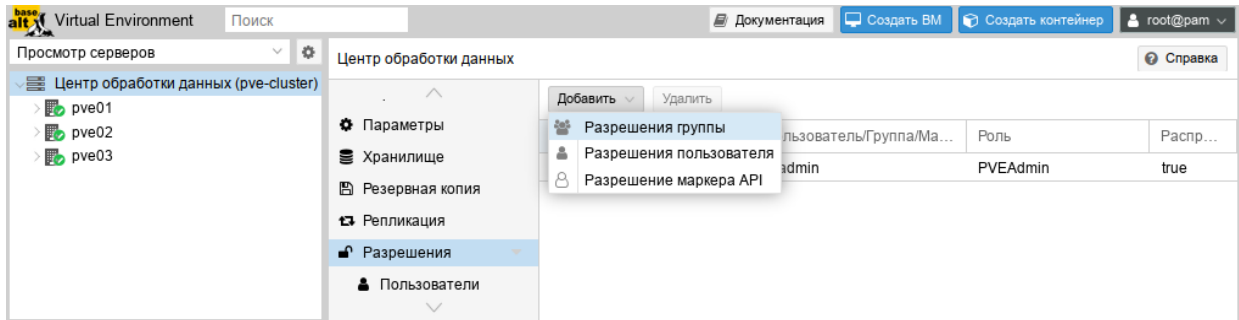 base
alt Virtual Environment Поиск Документация Создать ВМ Создать контейнер root@pam
Просмотр серверов
Центр обработки данных Справка
Центр обработки данных (pve-cluster)
pve01
pve02
pve03
Параметры
Хранилище
Резервная копия
Репликация
Разрешения
Пользователи
Добавить Удалить
Разрешения группы
Разрешения пользователя
Разрешение маркера API
льзователь/Группа/Ма... Роль Распр...
admin PVEAdmin true